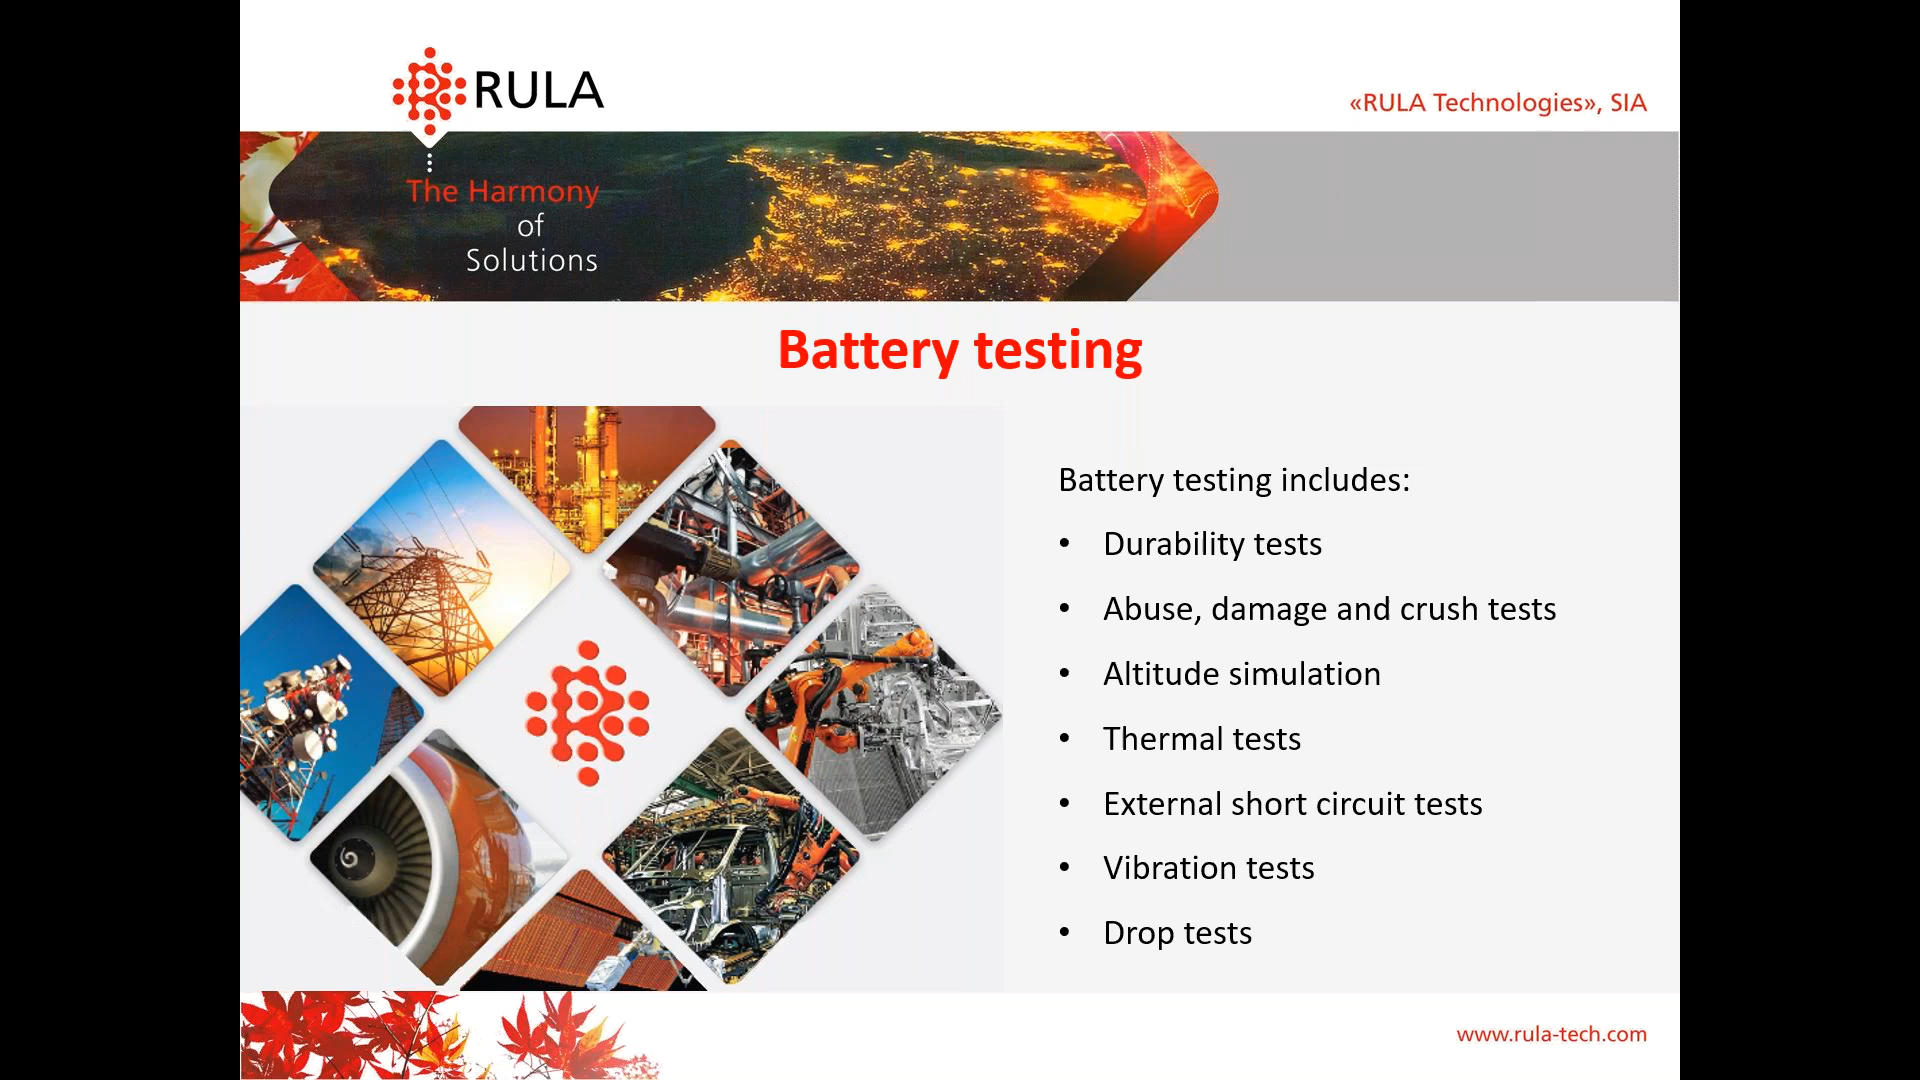 RULA
«RULA Technologies», SIA
The Harmony
of
Solutions
Battery testing
Battery testing includes:
• Durability tests
• Abuse, damage and crush tests
• Altitude simulation
• Thermal tests
• External short circuit tests
• Vibration tests
• Drop tests
www.rula-tech.com